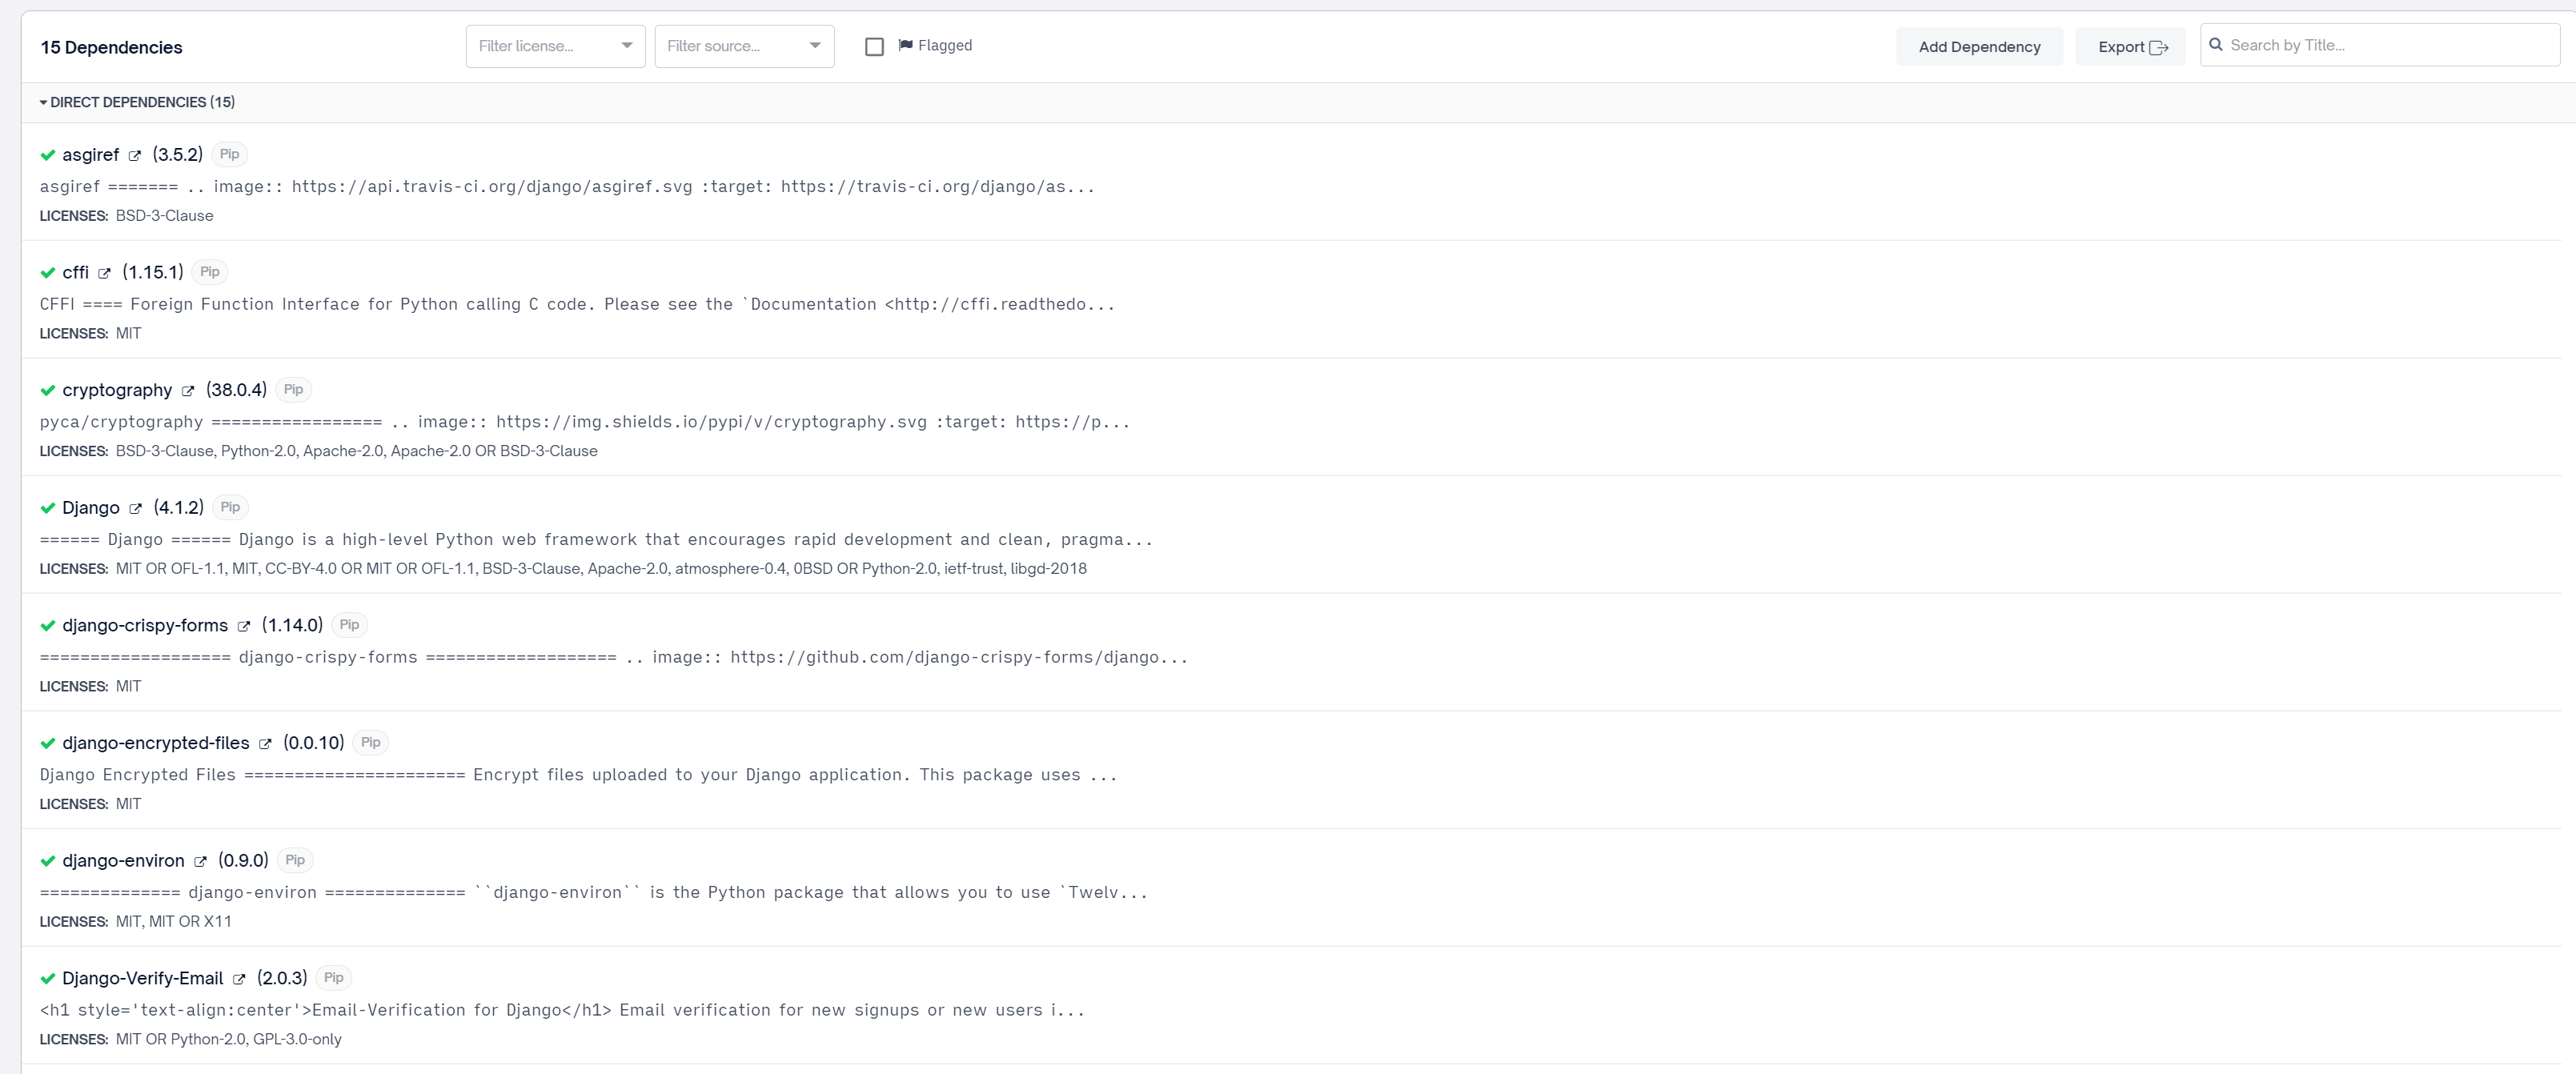 15 Dependencies Filter license... Filter source... Flagged Add Dependency Export Search by Title...
DIRECT DEPENDENCIES (15)
asgiref (3.5.2) Pip
asgiref ======= .. image:: https://api.travis-ci.org/django/asgiref.svg :target: https://travis-ci.org/django/as...
LICENSES: BSD-3-Clause
cffi (1.15.1) Pip
CFFI ==== Foreign Function Interface for Python calling C code. Please see the `Documentation <http://cffi.readthedo...
LICENSES: MIT
cryptography (38.0.4) Pip
pyca/cryptography ================= .. image:: https://img.shields.io/pypi/v/cryptography.svg :target: https://p...
LICENSES: BSD-3-Clause, Python-2.0, Apache-2.0, Apache-2.0 OR BSD-3-Clause
Django (4.1.2) Pip
====== Django ====== Django is a high-level Python web framework that encourages rapid development and clean, pragma...
LICENSES: MIT OR OFL-1.1, MIT, CC-BY-4.0 OR MIT OR OFL-1.1, BSD-3-Clause, Apache-2.0, atmosphere-0.4, 0BSD OR Python-2.0, ietf-trust, libgd-2018
django-crispy-forms (1.14.0) Pip
=================== django-crispy-forms =================== .. image:: https://github.com/django-crispy-forms/django...
LICENSES: MIT
django-encrypted-files (0.0.10) Pip
Django Encrypted Files ====================== Encrypt files uploaded to your Django application. This package uses ...
LICENSES: MIT
django-environ (0.9.0) Pip
============== django-environ ============== ``django-environ`` is the Python package that allows you to use `Twelv...
LICENSES: MIT, MIT OR X11
Django-Verify-Email (2.0.3) Pip
<h1 style='text-align:center'>Email-Verification for Django</h1> Email verification for new signups or new users i...
LICENSES: MIT OR Python-2.0, GPL-3.0-only